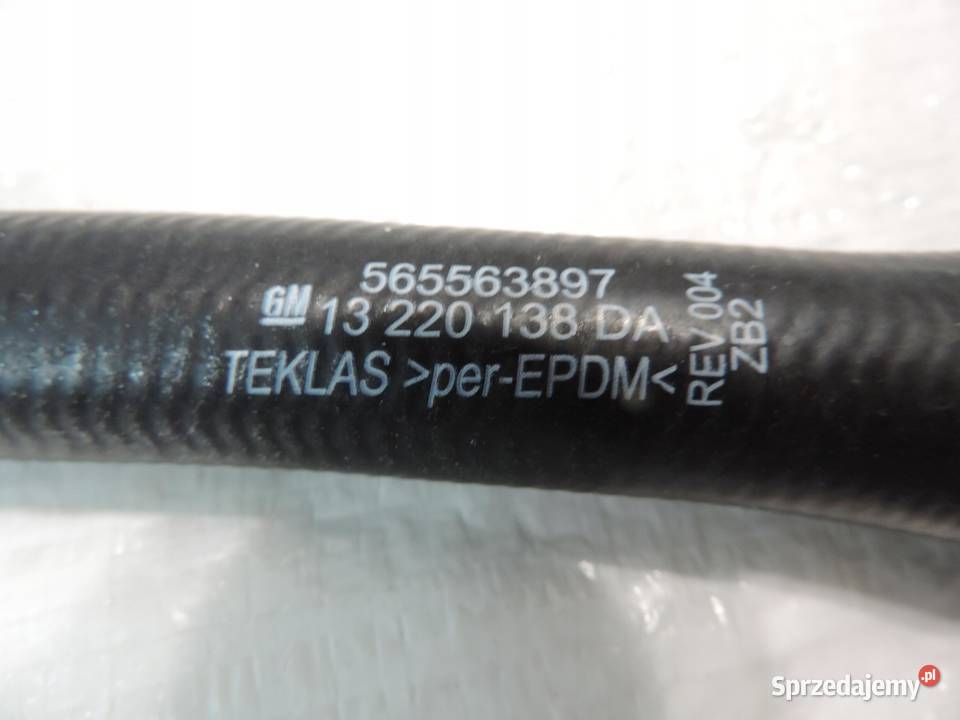 565563897
GM 13 220 138 DA
TEKLAS >per-EPDM<
REV 004
ZB2
Sprzedajemy.pl